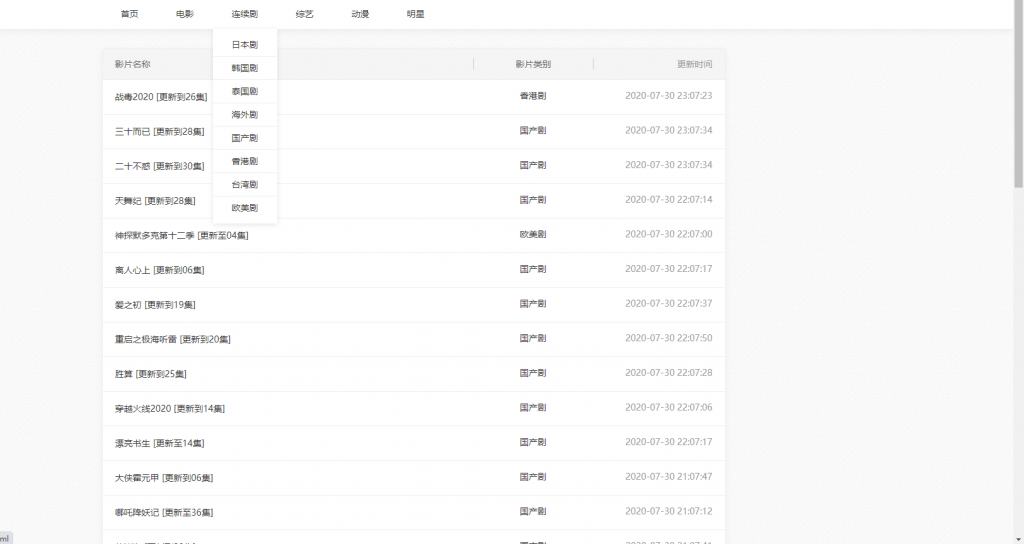 首页 电影 连续剧 综艺 动漫 明星
日本剧
韩国剧
泰国剧
海外剧
国产剧
香港剧
台湾剧
欧美剧
影片名称 影片类别 更新时间
战毒2020 [更新到26集] 香港剧 2020-07-30 23:07:23
三十而已 [更新到28集] 国产剧 2020-07-30 23:07:34
二十不惑 [更新到30集] 国产剧 2020-07-30 23:07:34
天舞纪 [更新到28集] 国产剧 2020-07-30 22:07:14
神探默多克第十二季 [更新至04集] 欧美剧 2020-07-30 22:07:00
离人心上 [更新到06集] 国产剧 2020-07-30 22:07:17
爱之初 [更新到19集] 国产剧 2020-07-30 22:07:37
重启之极海听雷 [更新到20集] 国产剧 2020-07-30 22:07:50
胜算 [更新到25集] 国产剧 2020-07-30 22:07:28
穿越火线2020 [更新到14集] 国产剧 2020-07-30 22:07:06
漂亮书生 [更新至14集] 国产剧 2020-07-30 22:07:17
大侠霍元甲 [更新到06集] 国产剧 2020-07-30 21:07:47
哪吒降妖记 [更新至36集] 国产剧 2020-07-30 21:07:12
ml